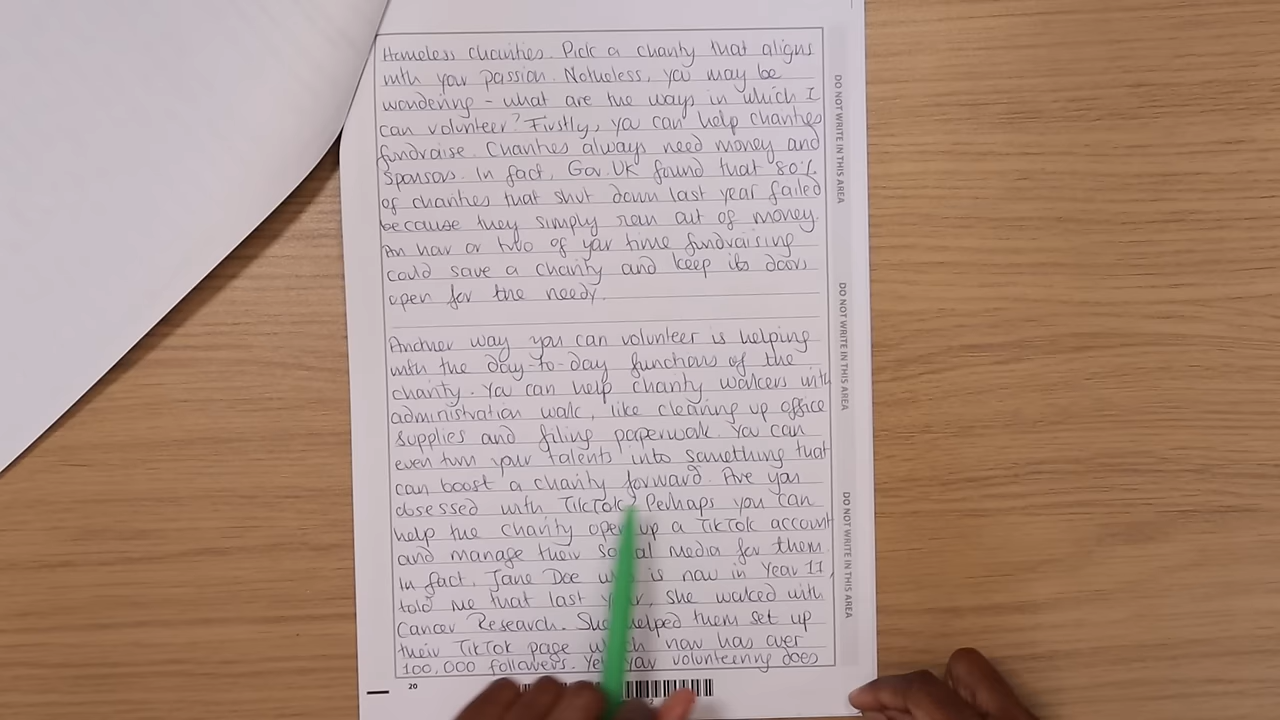 Homeless charities. Pick a charity that aligns
with your passion. Notheless, you may be
wondering - what are the ways in which I
can volunteer? Firstly, you can help charities
fundraise. Charities always need money and
sponsors. In fact, Gov.UK found that 80%
of charities that shut down last year failed
because they simply ran out of money.
An hour or two of your time fundraising
could save a charity and keep its doors
open for the needy.
Another way you can volunteer is helping
with the day-to-day functions of the
charity. You can help charity workers with
administration work, like clearing up office
supplies and filing paperwork. You can
even turn your talents into something that
can boost a charity forward. Are you
obsessed with TikTok? Perhaps you can
help the charity open up a TikTok account
and manage their social media for them.
In fact, Jane Doe who is now in Year 11,
told me that last year, she worked with
Cancer Research. She helped them set up
their TikTok page which now has over
100,000 followers. Yet, your volunteering does
20
DO NOT WRITE IN THIS AREA
DO NOT WRITE IN THIS AREA
DO NOT WRITE IN THIS AREA